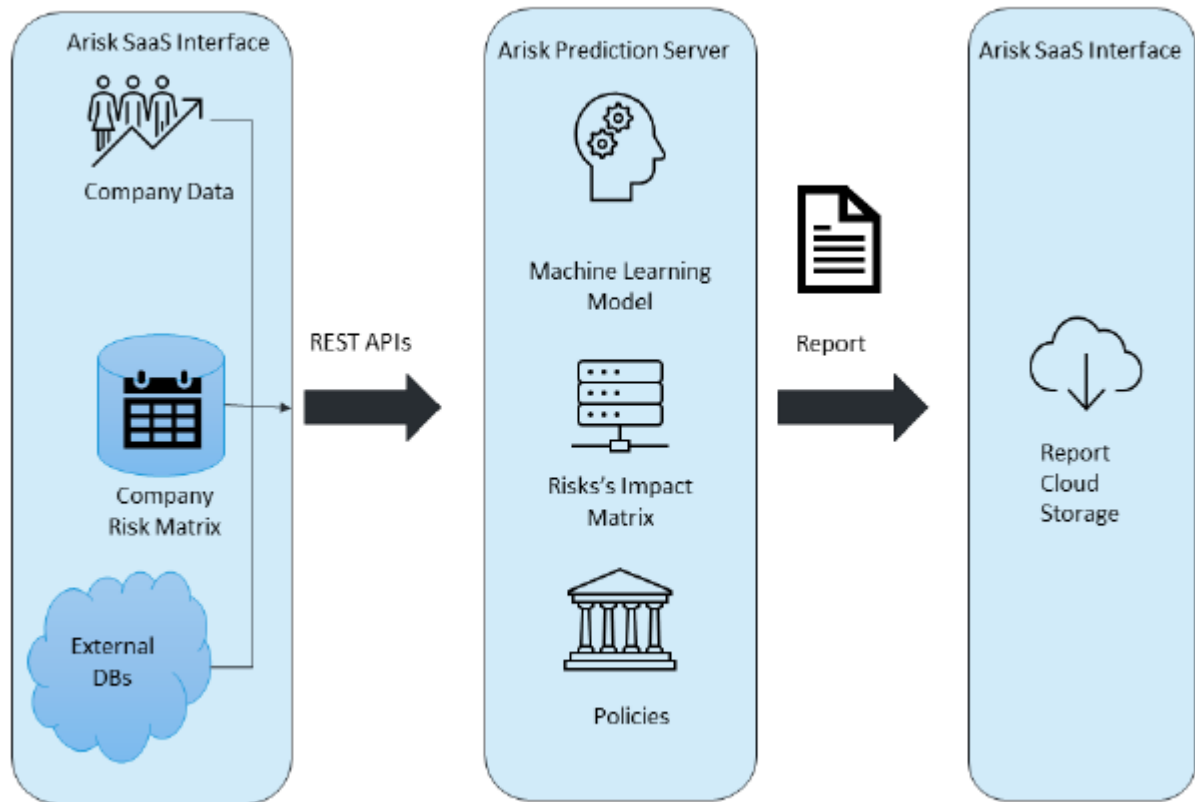 Arisk SaaS Interface
Company Data
Company
Risk Matrix
External
DBs
REST APIs
Arisk Prediction Server
Machine Learning
Model
Risks's Impact
Matrix
Policies
Report
Arisk SaaS Interface
Report
Cloud
Storage